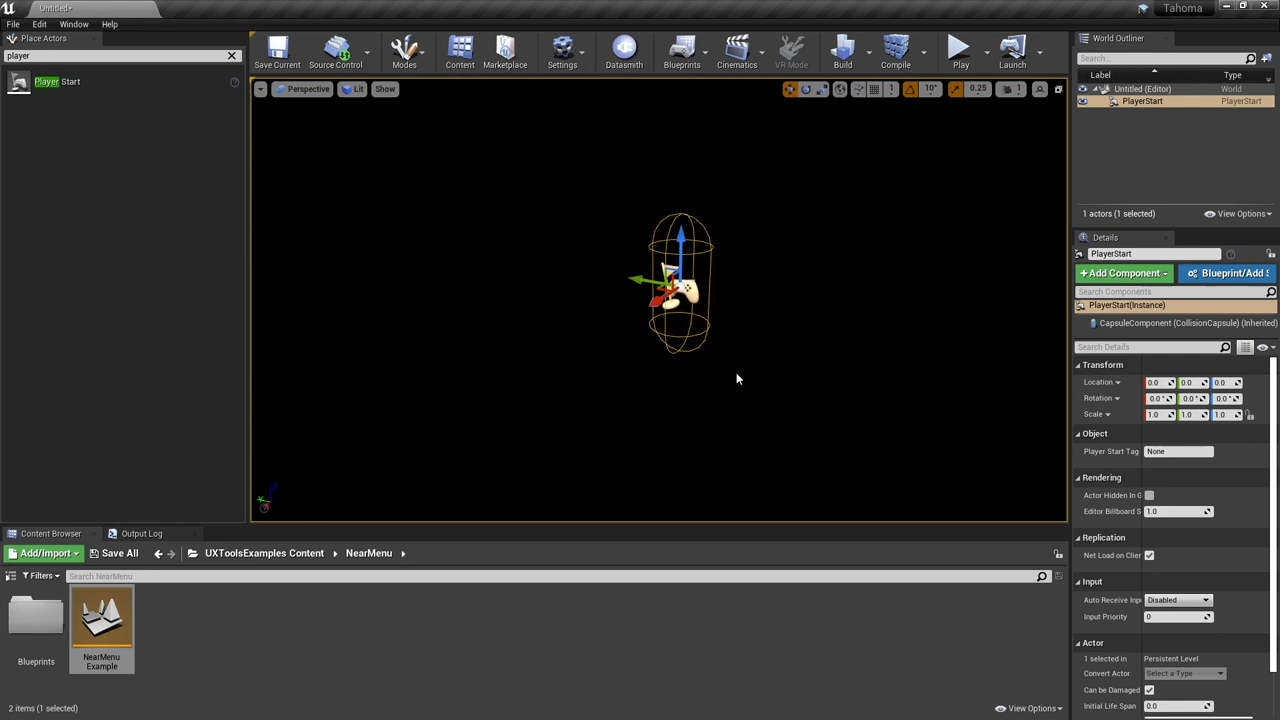 Untitled*
Tahoma
File Edit Window Help
Place Actors
player
Player Start
Save Current
Source Control
Modes
Content
Marketplace
Settings
Datasmith
Blueprints
Cinematics
VR Mode
Build
Compile
Play
Launch
Perspective
Lit
Show
1
10°
0.25
1
World Outliner
Search...
Label Type
Untitled (Editor) World
PlayerStart PlayerStart
1 actors (1 selected) View Options
Details
PlayerStart
+Add Component
Blueprint/Add S
Search Components
PlayerStart(Instance)
CapsuleComponent (CollisionCapsule) (Inherited)
Search Details
Transform
Location 0.0 0.0 0.0
Rotation 0.0 ° 0.0 ° 0.0 °
Scale 1.0 1.0 1.0
Object
Player Start Tag None
Rendering
Actor Hidden In G
Editor Billboard S 1.0
Replication
Net Load on Clier
Input
Auto Receive Inp Disabled
Input Priority 0
Actor
1 selected in Persistent Level
Convert Actor Select a Type
Can be Damaged
Initial Life Span 0.0
Content Browser
Output Log
Add/Import
Save All
UXToolsExamples Content
NearMenu
Filters
Search NearMenu
Blueprints
NearMenu
Example
2 items (1 selected)
View Options